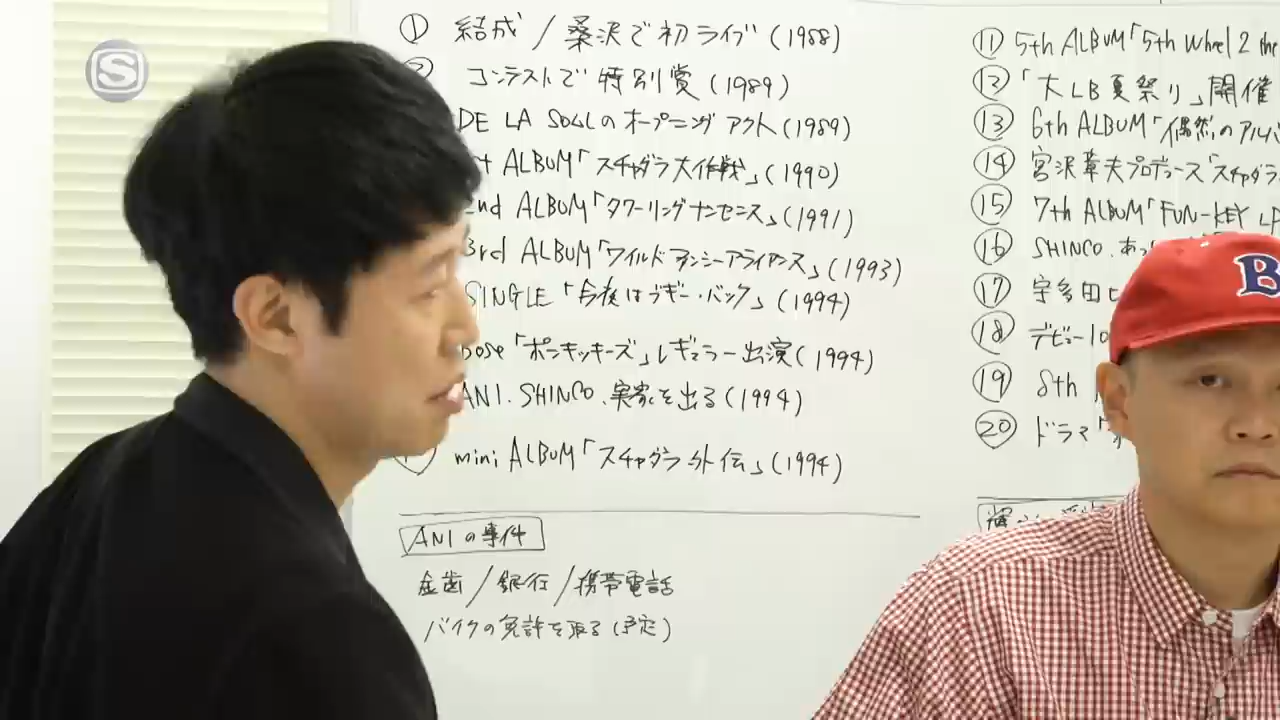 S
① 結成 / 桑沢で初ライブ (1988)
② コンテストで特別賞 (1989)
DE LA SOULのオープニングアクト (1989)
t ALBUM「スチャダラ大作戦」(1990)
2nd ALBUM「タワーリングナンセンス」(1991)
3rd ALBUM「ワイルドファンシーアライアンス」(1993)
SINGLE「今夜はブギー・バック」(1994)
Bose「ポンキッキーズ」レギュラー出演 (1994)
ANI. SHINCO、実家を出る (1994)
mini ALBUM「スチャダラ外伝」(1994)
ANIの事件
金歯 / 銀行 / 携帯電話
バイクの免許を取る (予定)
⑪ 5th ALBUM「5th Wheel 2 the
⑫「大LB夏祭り」開催
⑬ 6th ALBUM「偶然のアルバ
⑭ 宮沢章夫プロデュース「スチャダラ
⑮ 7th ALBUM「FUN-KEY LP
⑯ SHINCO、あっ
⑰ 宇多田ヒ
⑱ デビュー10
⑲ 8th
⑳ ドラマ「
B